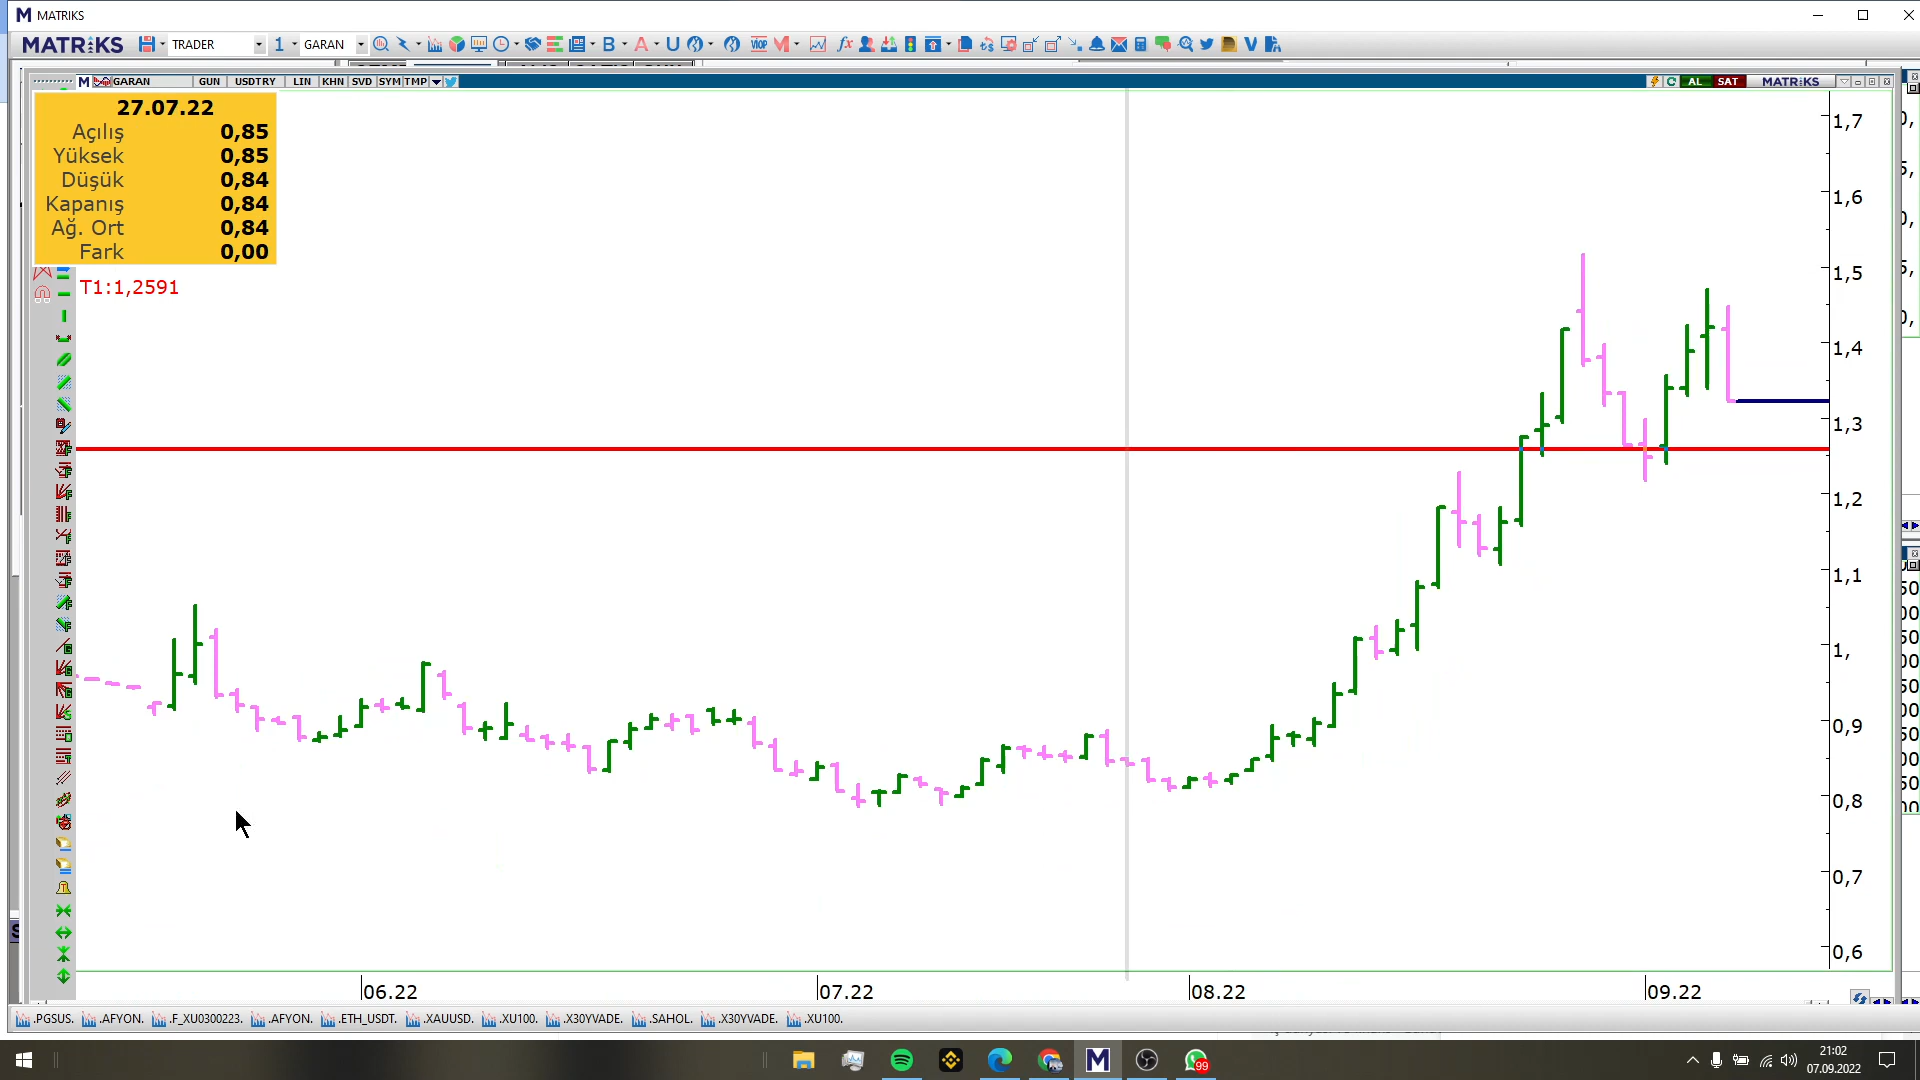 MATRIKS
MATRIKS TRADER 1 GARAN B A U VIOP M fx V
M GARAN GUN USDTRY LIN KHN SVD SYM TMP AL SAT MATRIKS
27.07.22
Açılış 0,85
Yüksek 0,85
Düşük 0,84
Kapanış 0,84
Ağ. Ort 0,84
Fark 0,00
T1:1,2591
1,7
1,6
1,5
1,4
1,3
1,2
1,1
1,
0,9
0,8
0,7
0,6
06.22 07.22 08.22 09.22
.PGSUS. .AFYON. .F_XU0300223. .AFYON. .ETH_USDT. .XAUUSD. .XU100. .X30YVADE. .SAHOL. .X30YVADE. .XU100.
99
21:02
07.09.2022